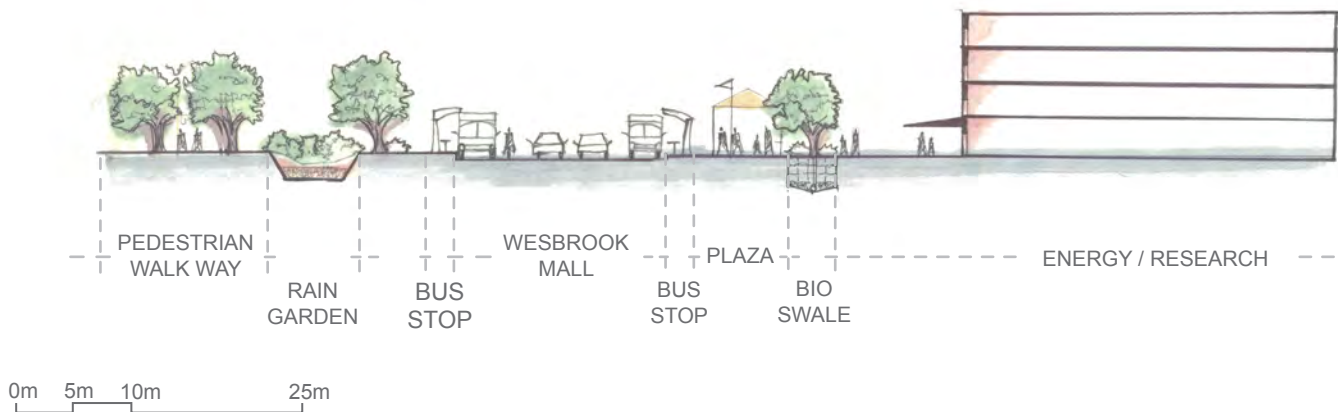 PEDESTRIAN
WALK WAY
RAIN
GARDEN
BUS
STOP
WESBROOK
MALL
BUS
STOP
PLAZA
BIO
SWALE
ENERGY / RESEARCH
0m 5m 10m 25m